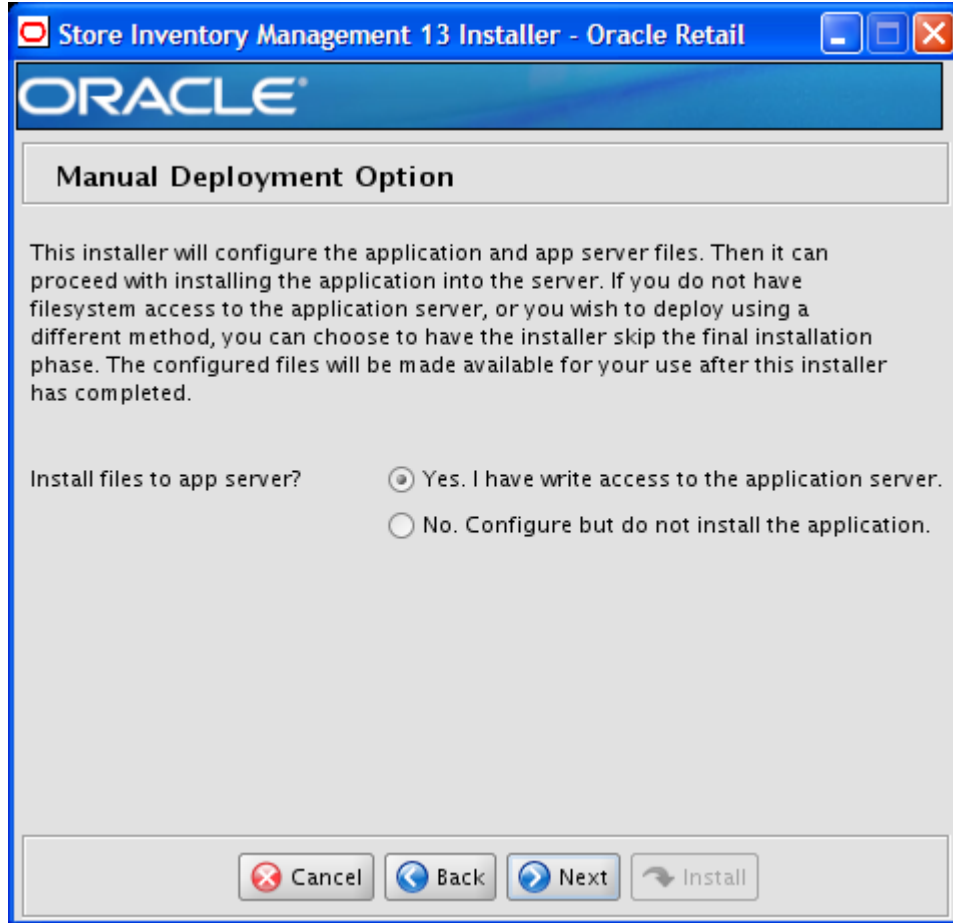 Store Inventory Management 13 Installer - Oracle Retail
ORACLE®
Manual Deployment Option
This installer will configure the application and app server files. Then it can
proceed with installing the application into the server. If you do not have
filesystem access to the application server, or you wish to deploy using a
different method, you can choose to have the installer skip the final installation
phase. The configured files will be made available for your use after this installer
has completed.
Install files to app server?
Yes. I have write access to the application server.
No. Configure but do not install the application.
Cancel Back Next Install